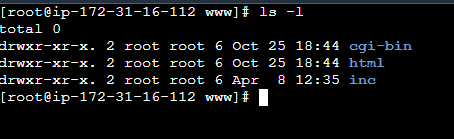 [root@ip-172-31-16-112 www]# ls -l
total 0
drwxr-xr-x. 2 root root 6 Oct 25 18:44 cgi-bin
drwxr-xr-x. 2 root root 6 Oct 25 18:44 html
drwxr-xr-x. 2 root root 6 Apr  8 12:35 inc
[root@ip-172-31-16-112 www]#